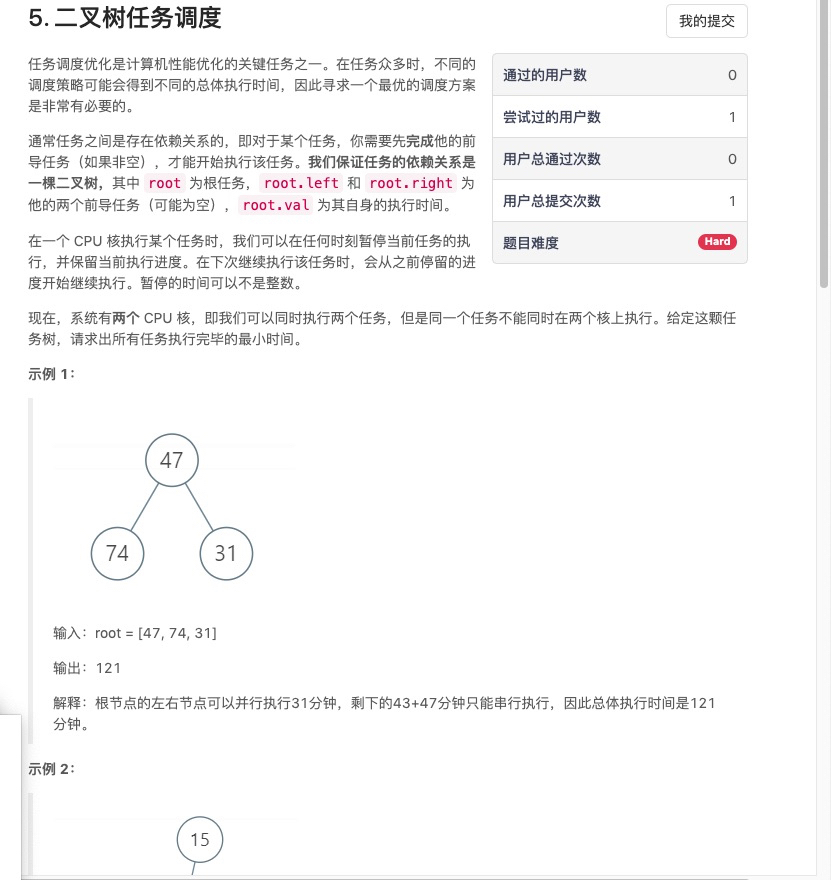 5. 二叉树任务调度
我的提交
任务调度优化是计算机性能优化的关键任务之一。在任务众多时，不同的
调度策略可能会得到不同的总体执行时间，因此寻求一个最优的调度方案
是非常有必要的。
通常任务之间是存在依赖关系的，即对于某个任务，你需要先完成他的前
导任务（如果非空），才能开始执行该任务。我们保证任务的依赖关系是
一棵二叉树，其中 root 为根任务，root.left 和 root.right 为
他的两个前导任务（可能为空），root.val 为其自身的执行时间。
在一个 CPU 核执行某个任务时，我们可以在任何时刻暂停当前任务的执
行，并保留当前执行进度。在下次继续执行该任务时，会从之前停留的进
度开始继续执行。暂停的时间可以不是整数。
通过的用户数 0
尝试过的用户数 1
用户总通过次数 0
用户总提交次数 1
题目难度 Hard
现在，系统有两个 CPU 核，即我们可以同时执行两个任务，但是同一个任务不能同时在两个核上执行。给定这颗任
务树，请求出所有任务执行完毕的最小时间。
示例 1：
47
74 31
输入：root = [47, 74, 31]
输出：121
解释：根节点的左右节点可以并行执行31分钟，剩下的43+47分钟只能串行执行，因此总体执行时间是121
分钟。
示例 2：
15